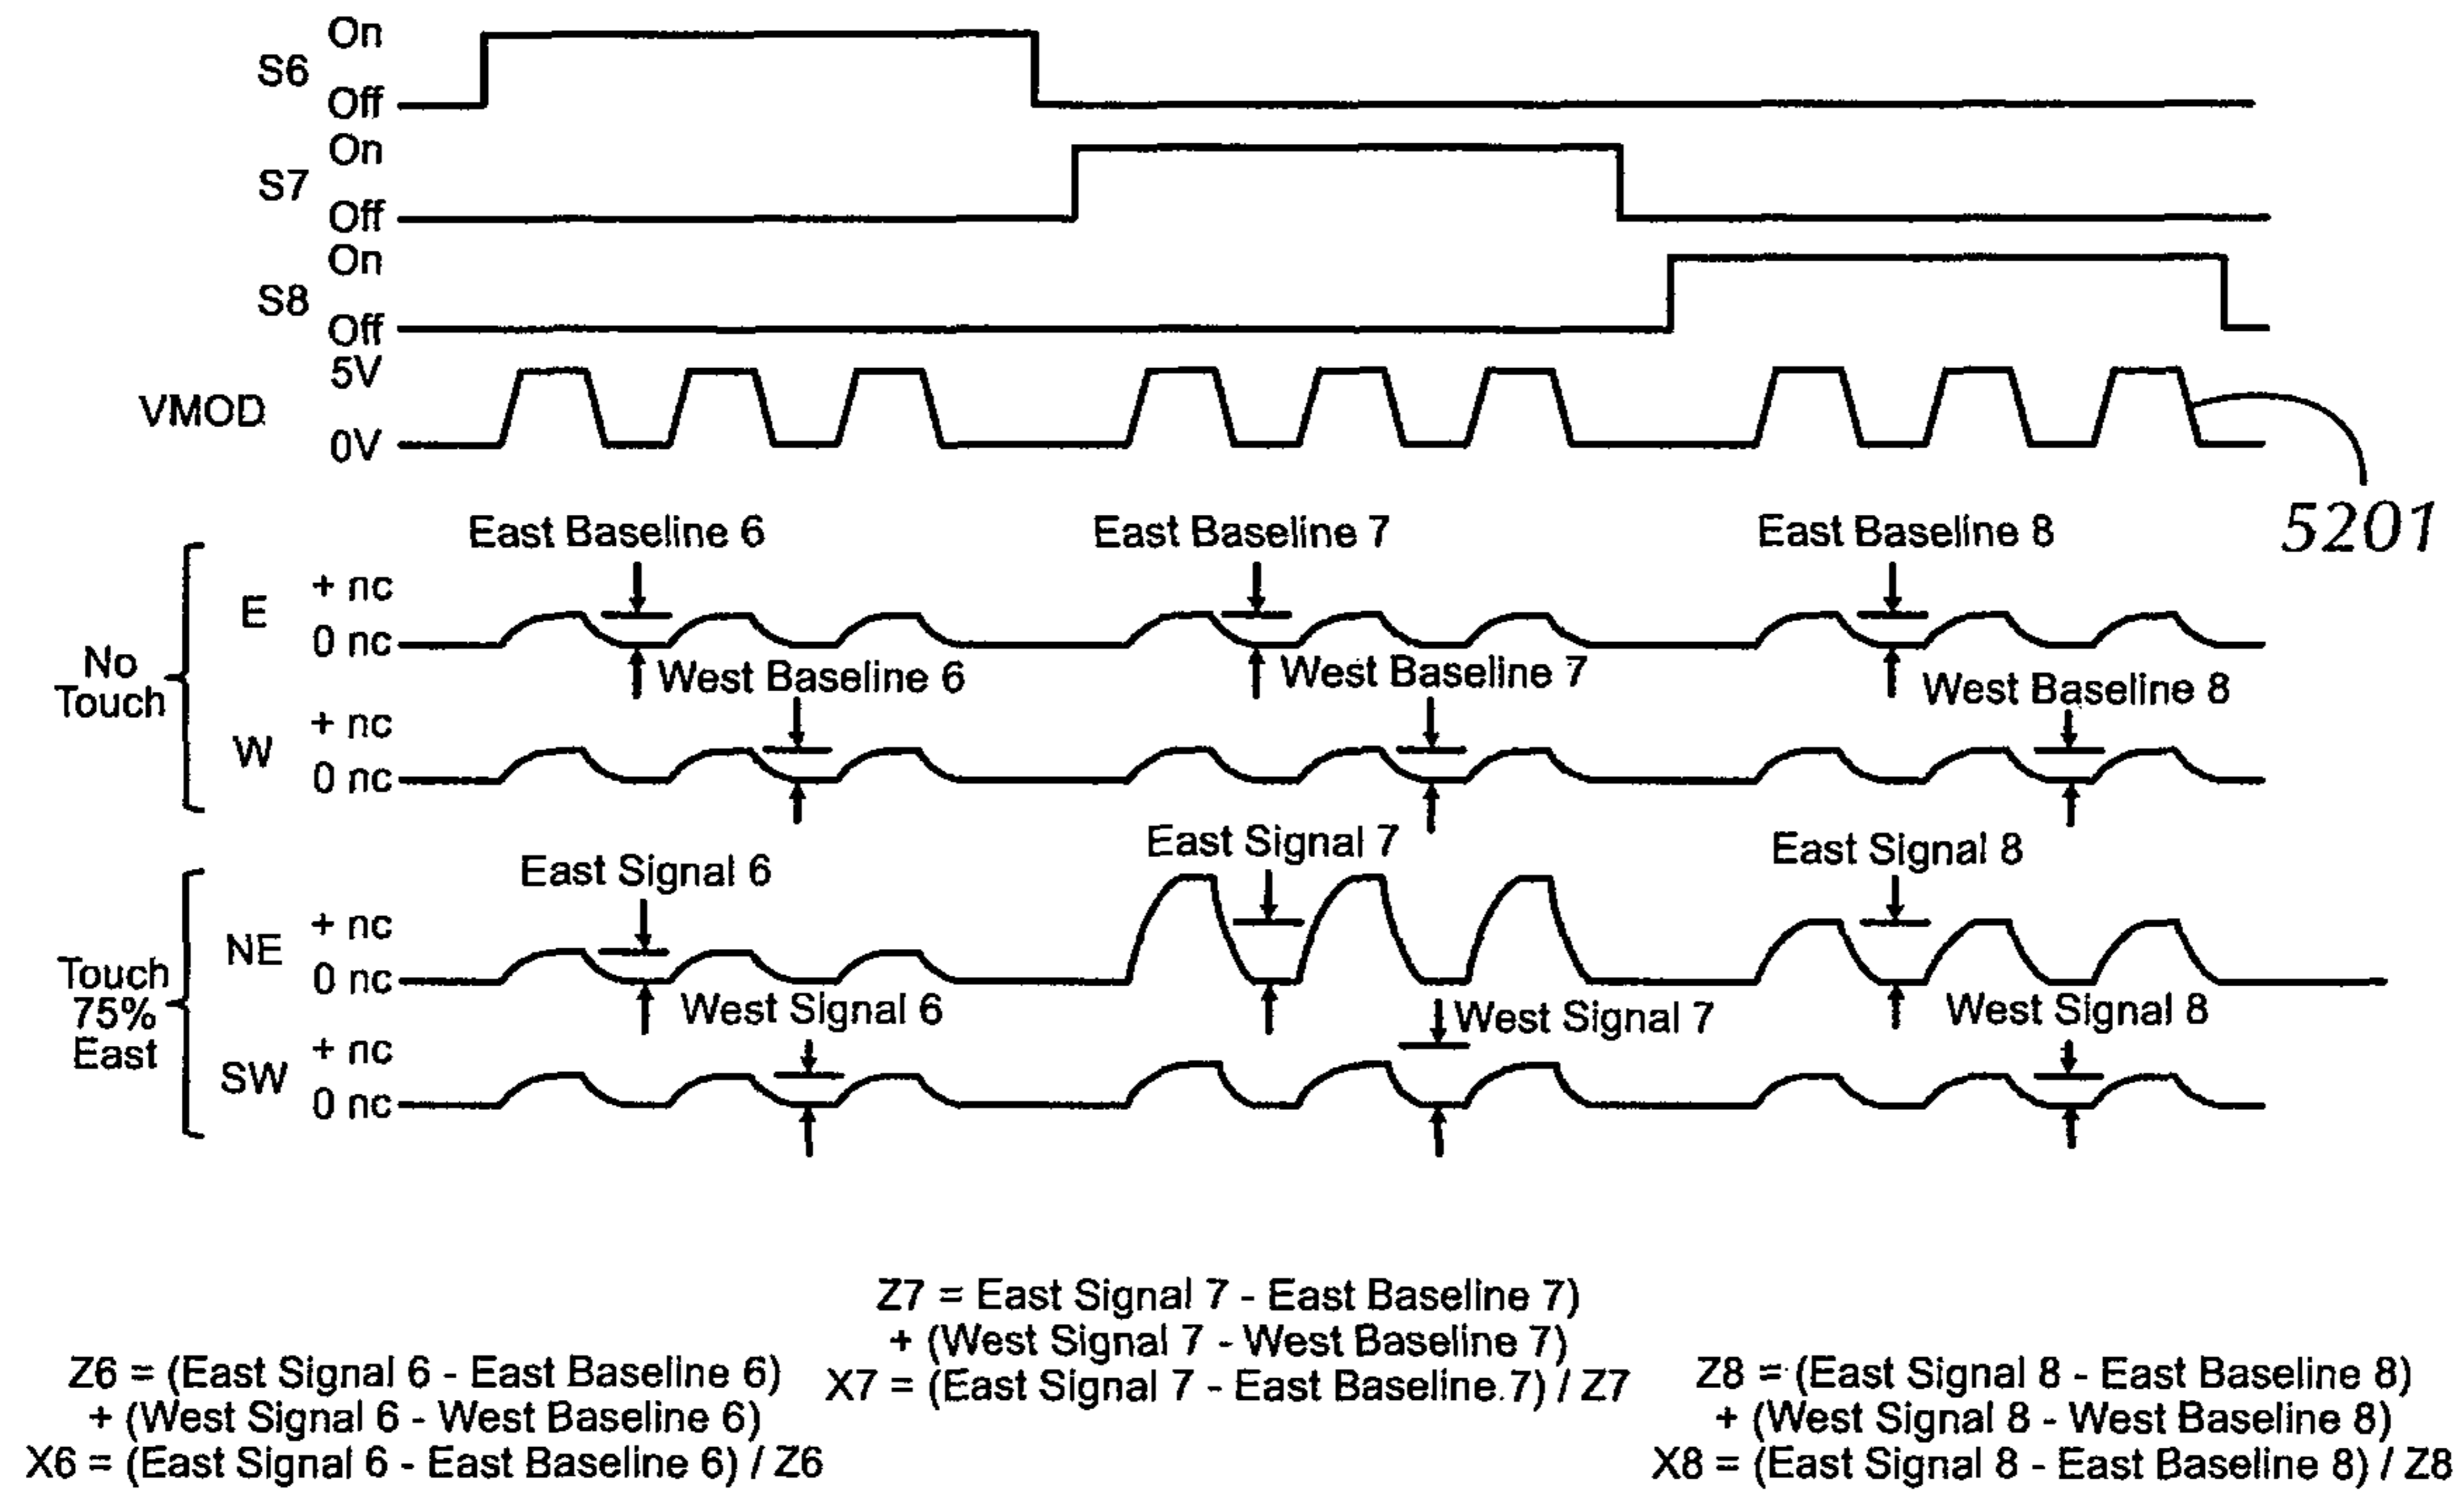 On
S6
Off
On
S7
Off
On
S8
Off
5V
VMOD
0V
5201
East Baseline 6
East Baseline 7
East Baseline 8
No
Touch
E
+ nc
0 nc
West Baseline 6
West Baseline 7
West Baseline 8
W
+ nc
0 nc
East Signal 6
East Signal 7
East Signal 8
Touch
75%
East
NE
+ nc
0 nc
West Signal 6
West Signal 7
West Signal 8
SW
+ nc
0 nc
Z6 = (East Signal 6 - East Baseline 6)
+ (West Signal 6 - West Baseline 6)
X6 = (East Signal 6 - East Baseline 6) / Z6
Z7 = East Signal 7 - East Baseline 7)
+ (West Signal 7 - West Baseline 7)
X7 = (East Signal 7 - East Baseline.7) / Z7
Z8 = (East Signal 8 - East Baseline 8)
+ (West Signal 8 - West Baseline 8)
X8 = (East Signal 8 - East Baseline 8) / Z8